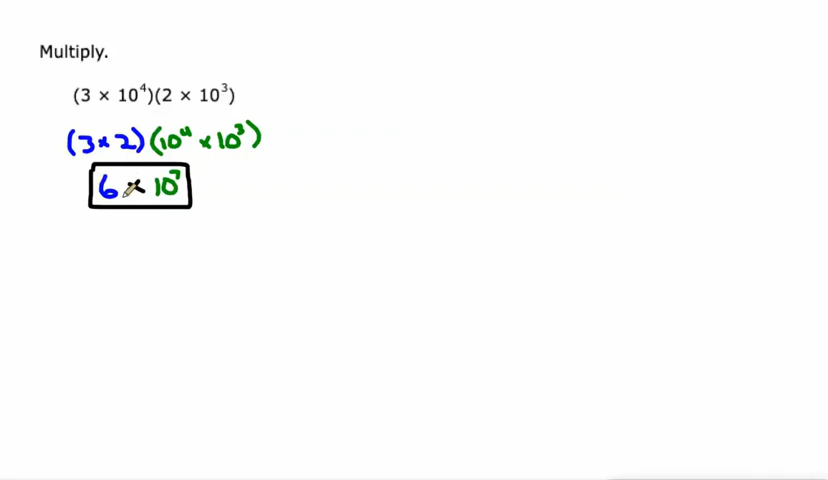 Multiply.
(3 × 10⁴)(2 × 10³)
(3 × 2)(10⁴ × 10³)
6 × 10⁷